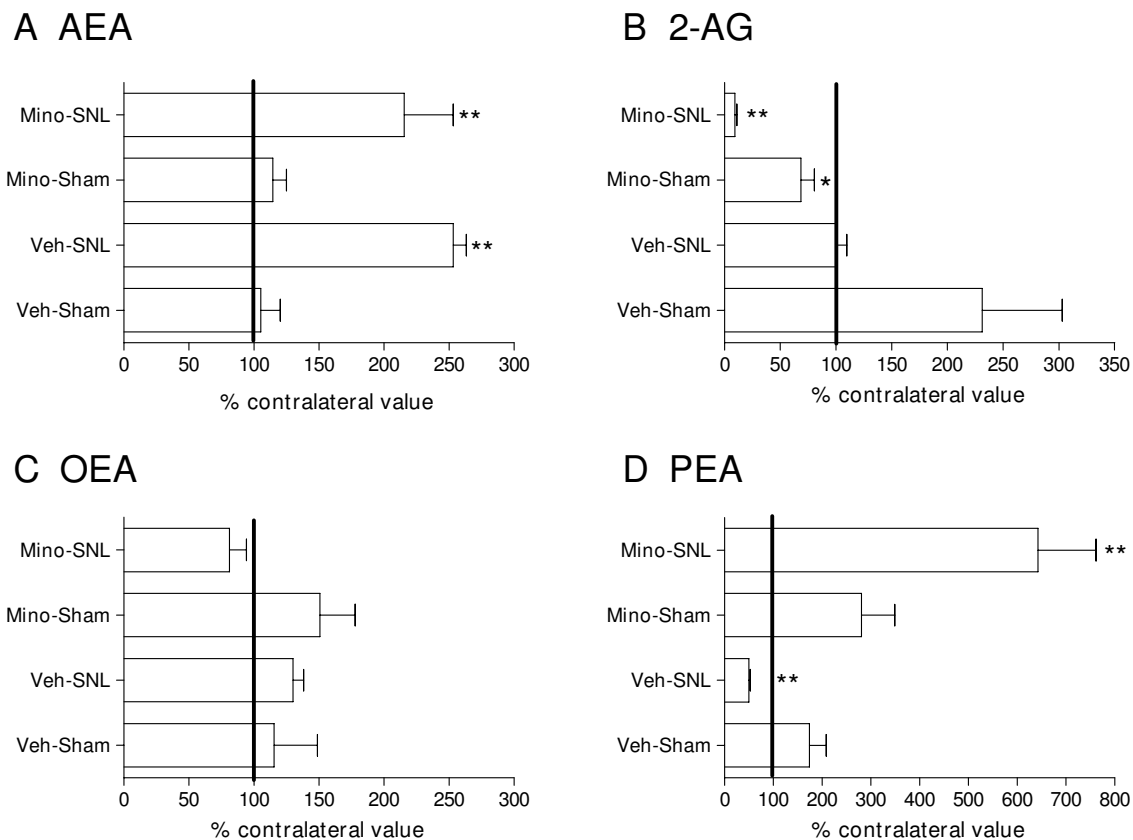 A AEA
Mino-SNL
**
Mino-Sham
Veh-SNL
**
Veh-Sham
0 50 100 150 200 250 300
% contralateral value
B 2-AG
Mino-SNL
**
Mino-Sham
*
Veh-SNL
Veh-Sham
0 50 100 150 200 250 300 350
% contralateral value
C OEA
Mino-SNL
Mino-Sham
Veh-SNL
Veh-Sham
0 50 100 150 200 250 300
% contralateral value
D PEA
Mino-SNL
**
Mino-Sham
Veh-SNL
**
Veh-Sham
0 100 200 300 400 500 600 700 800
% contralateral value